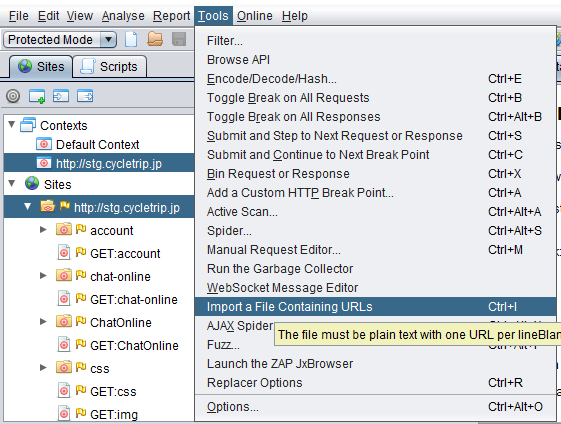 File Edit View Analyse Report Tools Online Help
Protected Mode
Sites Scripts
Contexts
Default Context
http://stg.cycletrip.jp
Sites
http://stg.cycletrip.jp
account
GET:account
chat-online
GET:chat-online
ChatOnline
GET:ChatOnline
css
GET:css
GET:img
Filter...
Browse API
Encode/Decode/Hash... Ctrl+E
Toggle Break on All Requests Ctrl+B
Toggle Break on All Responses Ctrl+Alt+B
Submit and Step to Next Request or Response Ctrl+S
Submit and Continue to Next Break Point Ctrl+C
Bin Request or Response Ctrl+X
Add a Custom HTTP Break Point... Ctrl+Alt+A
Active Scan... Ctrl+Alt+A
Spider... Ctrl+Alt+S
Manual Request Editor... Ctrl+M
Run the Garbage Collector
WebSocket Message Editor
Import a File Containing URLs Ctrl+I
AJAX Spider
The file must be plain text with one URL per lineBlan
Fuzz...
Launch the ZAP JxBrowser
Replacer Options Ctrl+R
Options... Ctrl+Alt+O